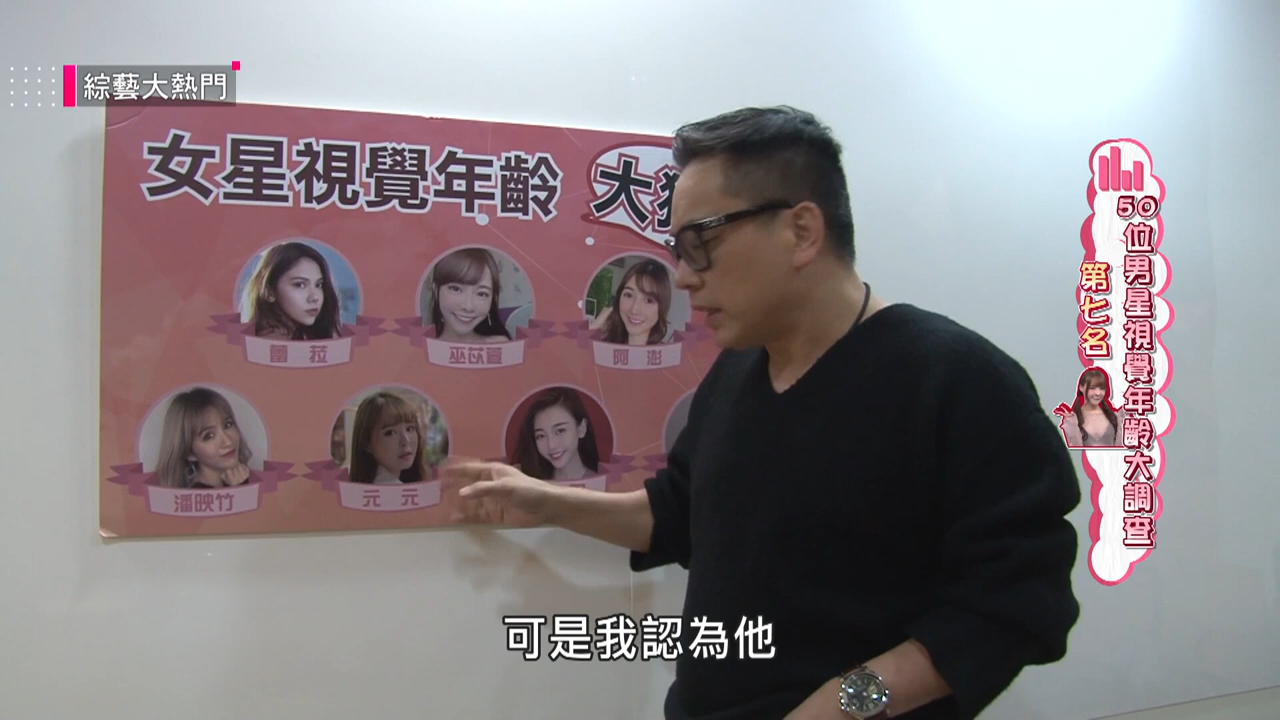 綜藝大熱門
女星視覺年齡
大
蕾菈
巫苡萱
阿澎
潘映竹
元元
50位男星視覺年齡大調查
第七名
可是我認為他